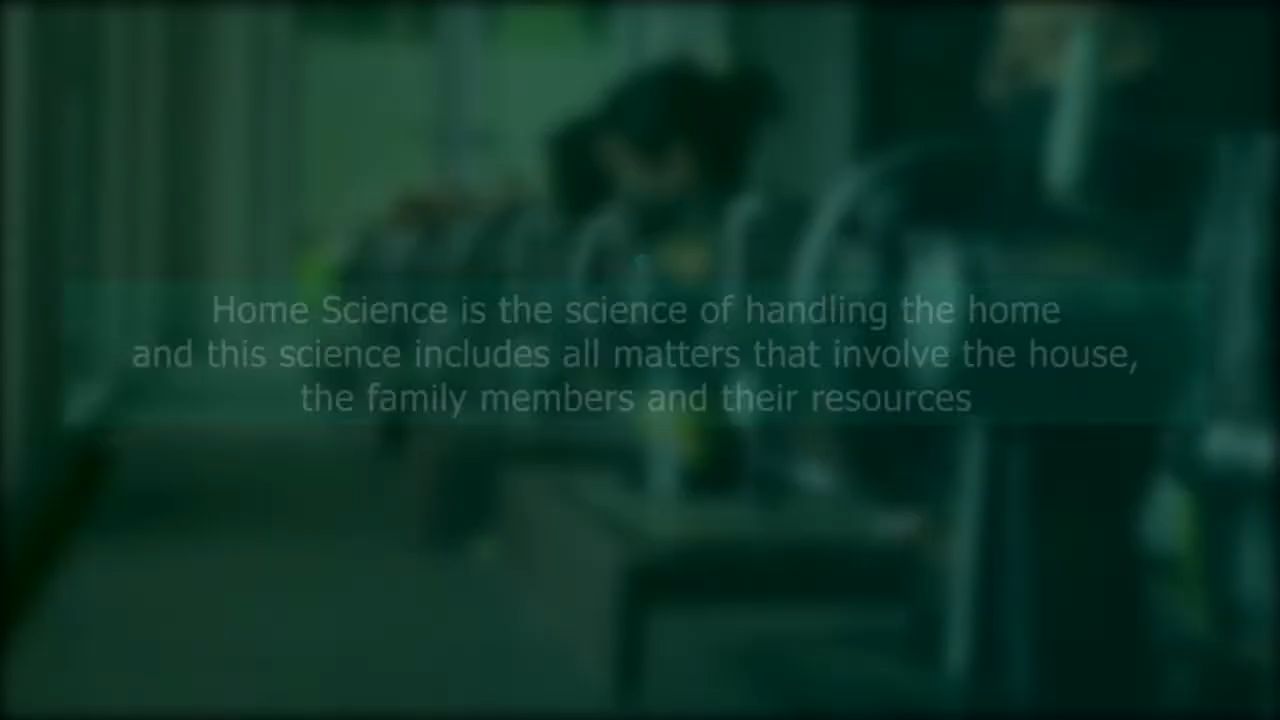 Home Science is the science of handling the home
and this science includes all matters that involve the house,
the family members and their resources